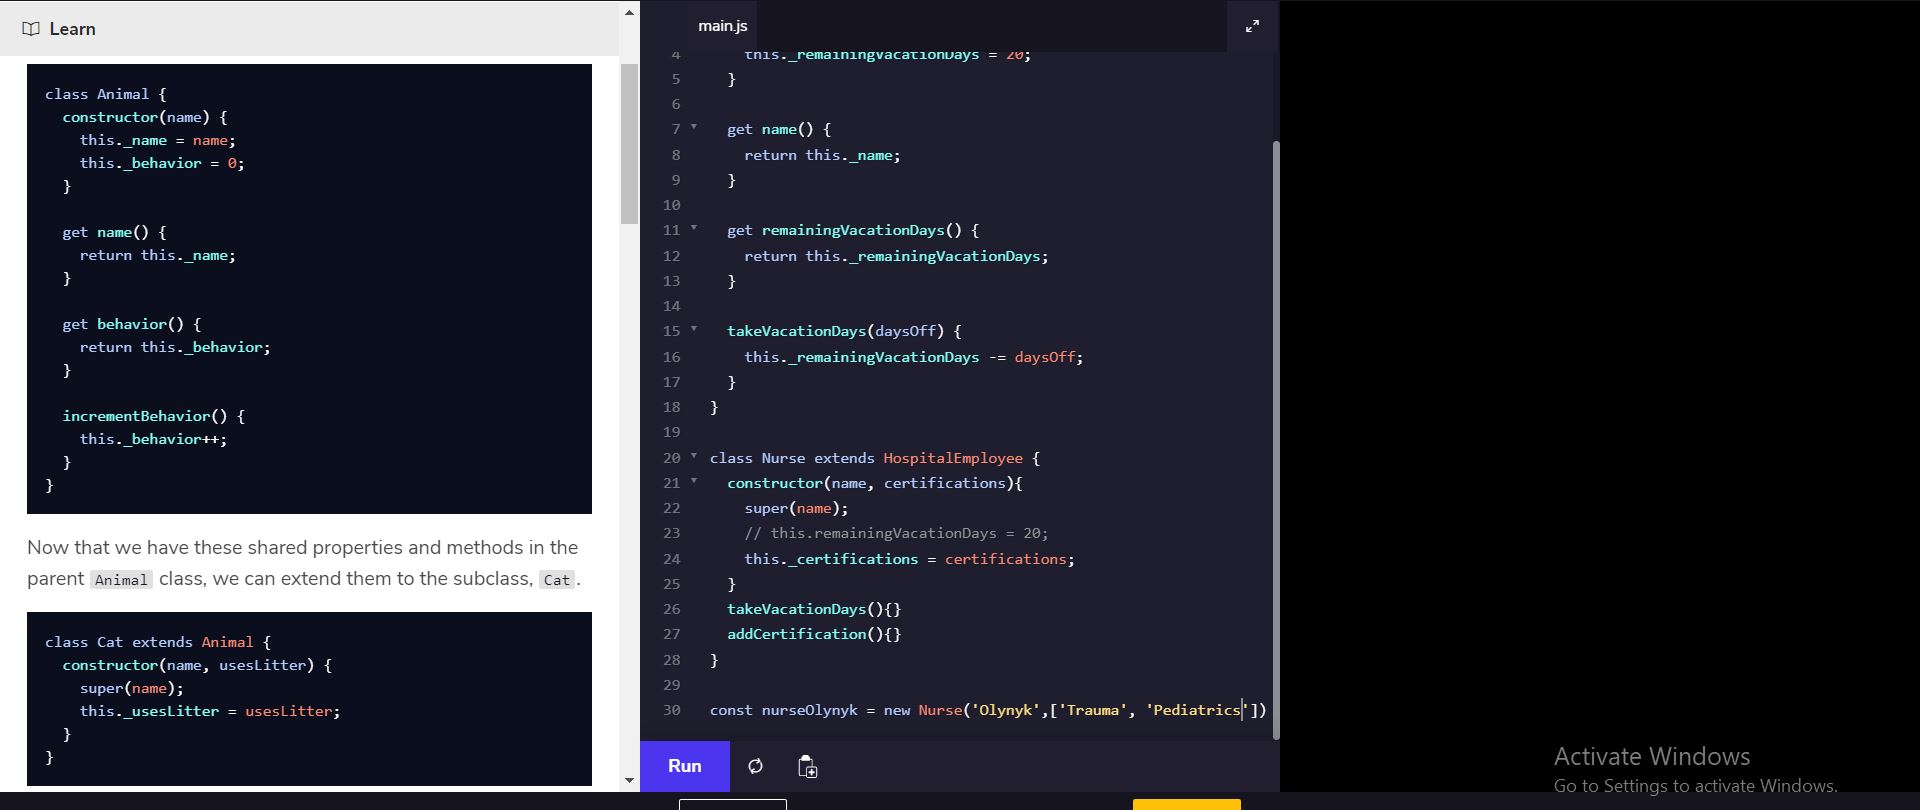 Learn
class Animal {
constructor(name) {
this._name = name;
this._behavior = 0;
}
get name() {
return this._name;
}
get behavior() {
return this._behavior;
}
incrementBehavior() {
this._behavior++;
}
}
Now that we have these shared properties and methods in the
parent Animal class, we can extend them to the subclass, Cat.
class Cat extends Animal {
constructor(name, usesLitter) {
super(name);
this._usesLitter = usesLitter;
}
}
main.js
4 this._remainingVacationDays = 20;
5 }
6
7 get name() {
8 return this._name;
9 }
10
11 get remainingVacationDays() {
12 return this._remainingVacationDays;
13 }
14
15 takeVacationDays(daysOff) {
16 this._remainingVacationDays -= daysOff;
17 }
18 }
19
20 class Nurse extends HospitalEmployee {
21 constructor(name, certifications){
22 super(name);
23 // this.remainingVacationDays = 20;
24 this._certifications = certifications;
25 }
26 takeVacationDays(){}
27 addCertification(){}
28 }
29
30 const nurseOlynyk = new Nurse('Olynyk',['Trauma', 'Pediatrics'])
Run
Activate Windows
Go to Settings to activate Windows.